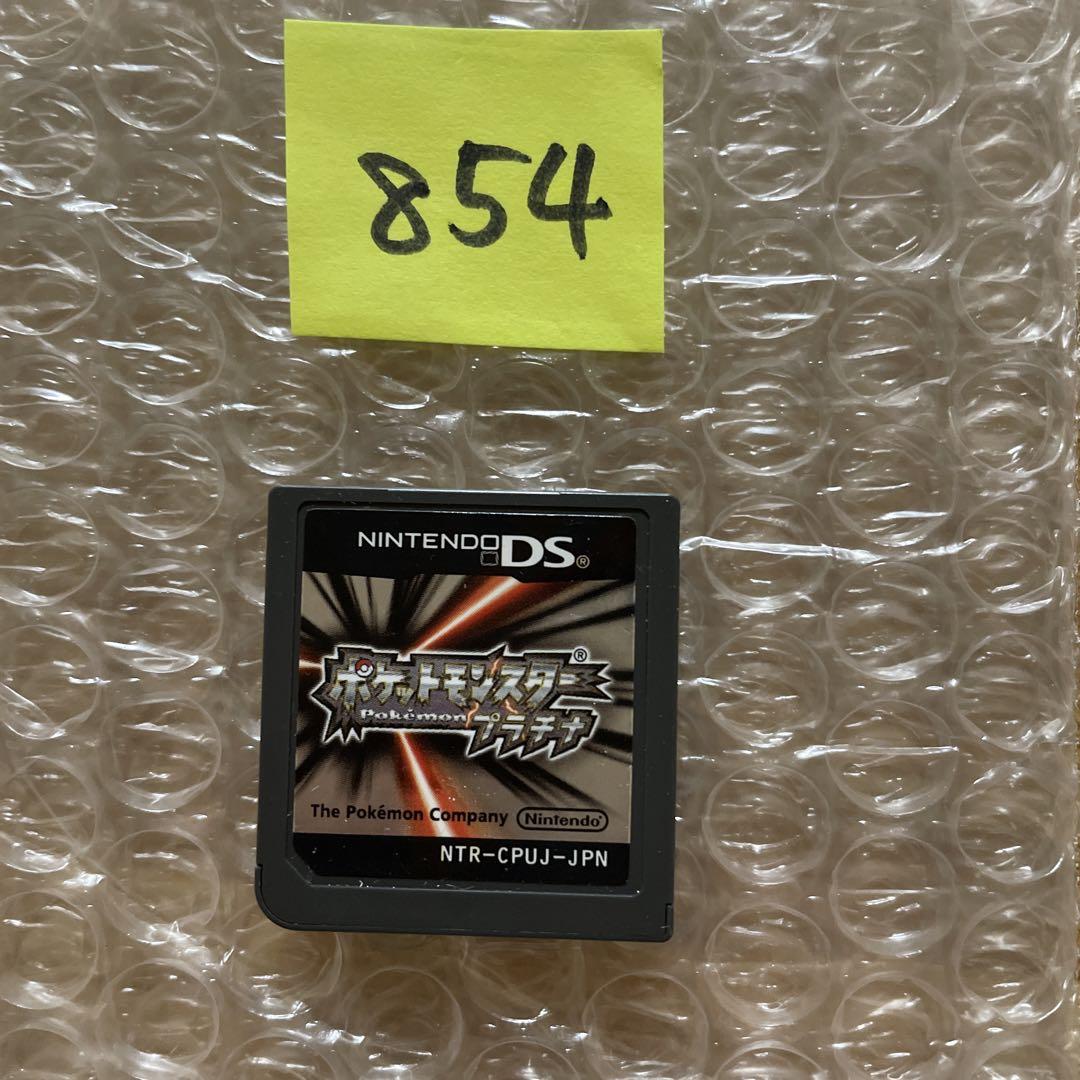 854
NINTENDO DS®
ポケットモンスター®
Pokémon プラチナ
The Pokémon Company Nintendo®
NTR-CPUJ-JPN